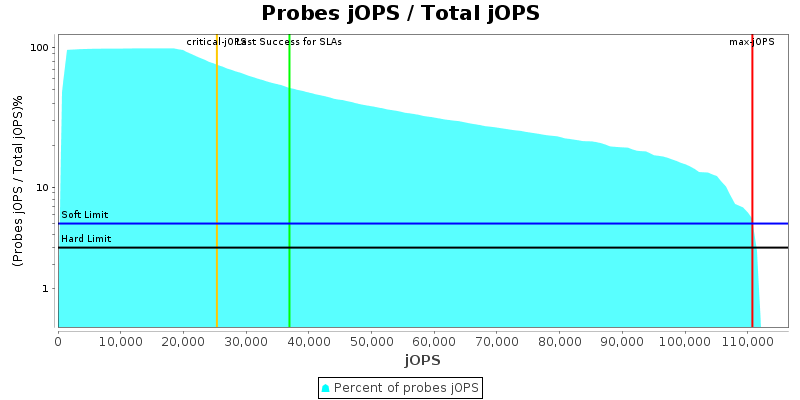 Probes jOPS / Total jOPS
critical-jOPS
Last Success for SLAs
max-jOPS
100
10
1
(Probes jOPS / Total jOPS)%
Soft Limit
Hard Limit
0
10,000
20,000
30,000
40,000
50,000
60,000
70,000
80,000
90,000
100,000
110,000
jOPS
Percent of probes jOPS